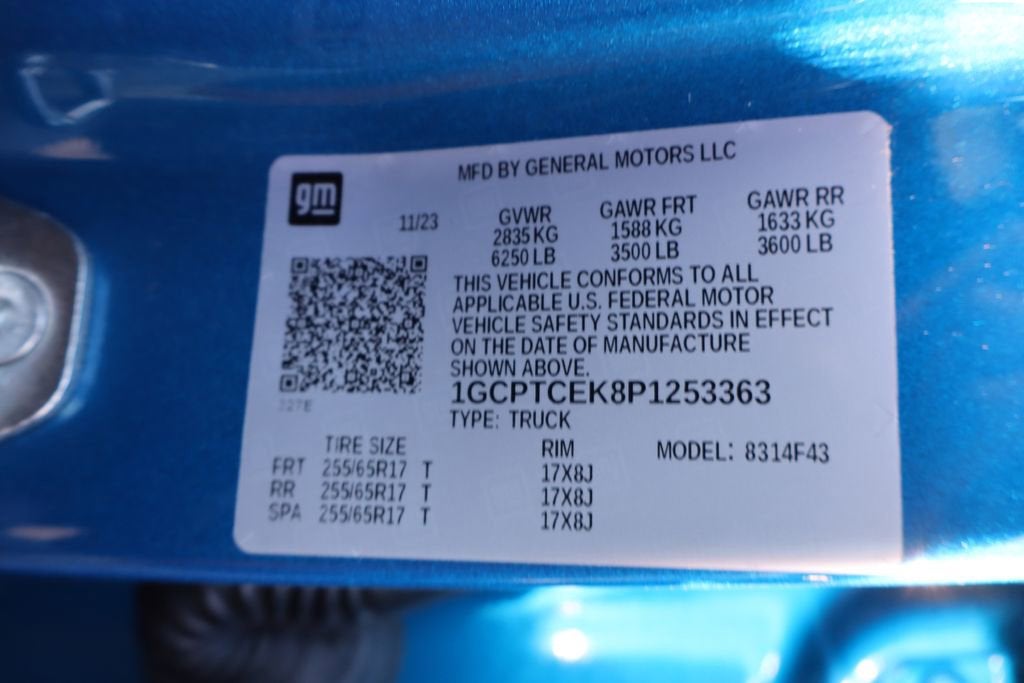 gm
MFD BY GENERAL MOTORS LLC
11/23
GVWR GAWR FRT GAWR RR
2835 KG 1588 KG 1633 KG
6250 LB 3500 LB 3600 LB
THIS VEHICLE CONFORMS TO ALL
APPLICABLE U.S. FEDERAL MOTOR
VEHICLE SAFETY STANDARDS IN EFFECT
ON THE DATE OF MANUFACTURE
SHOWN ABOVE.
1GCPTCEK8P1253363
TYPE: TRUCK
TIRE SIZE RIM MODEL: 8314F43
FRT 255/65R17 T 17X8J
RR 255/65R17 T 17X8J
SPA 255/65R17 T 17X8J